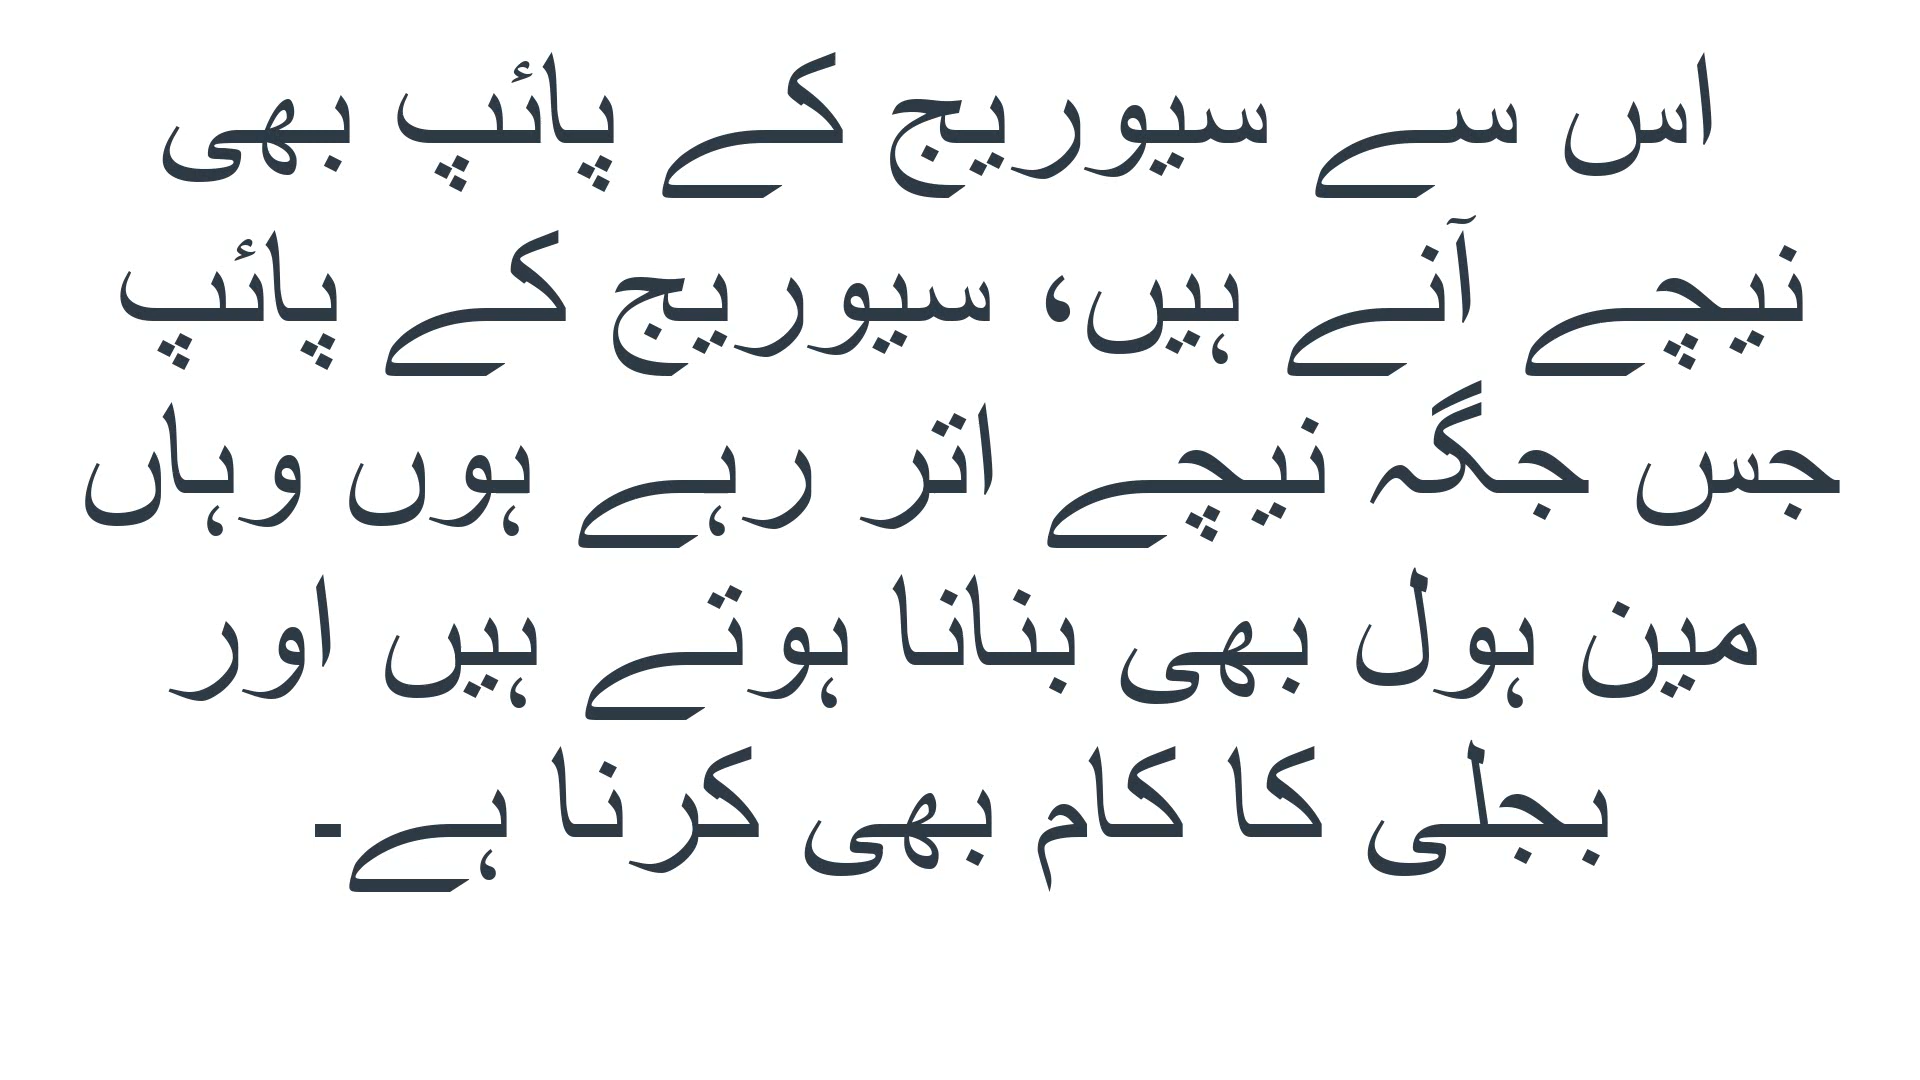 اس سے سیوریج کے پائپ بھی
نیچے آنے ہیں، سیوریج کے پائپ
جس جگہ نیچے اتر رہے ہوں وہاں
مین ہول بھی بنانا ہوتے ہیں اور
بجلی کا کام بھی کرنا ہے۔